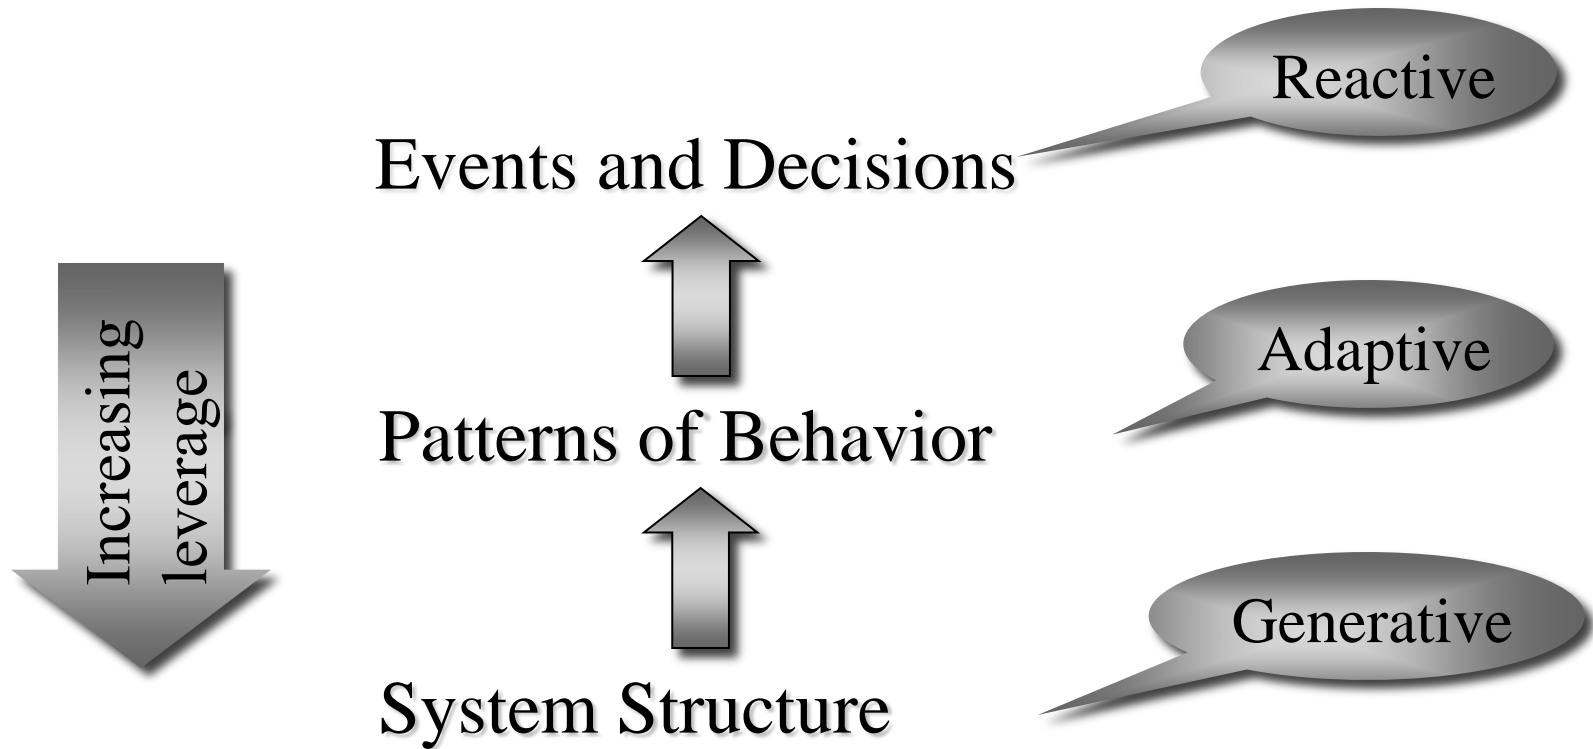 Reactive
Events and Decisions
Increasing
leverage
Adaptive
Patterns of Behavior
Generative
System Structure